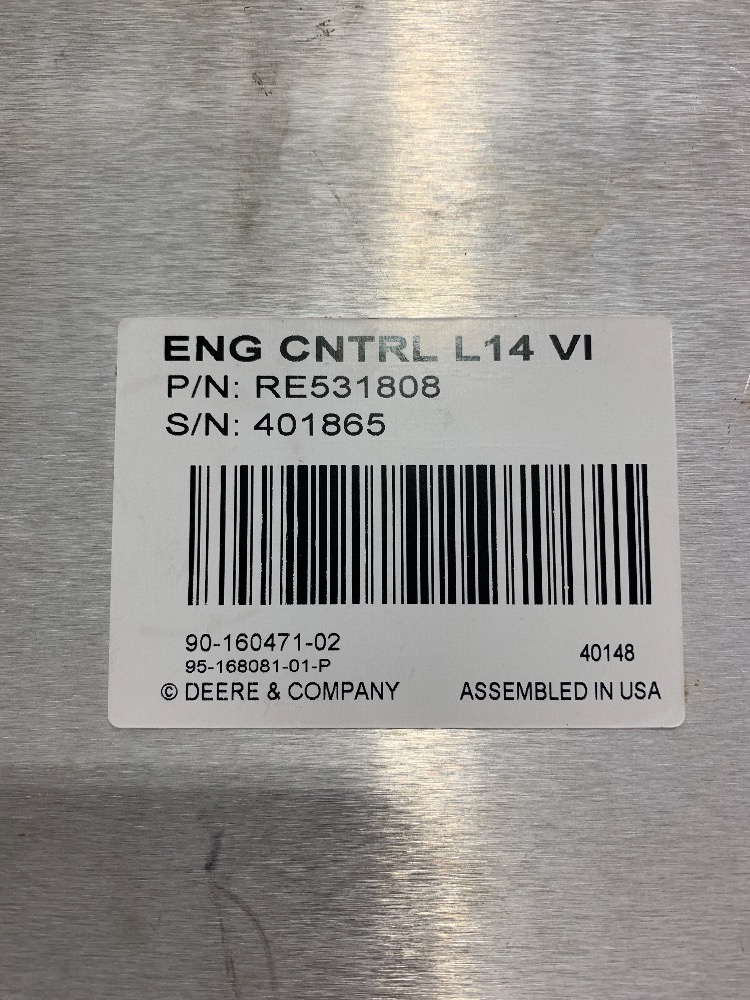 ENG CNTRL L14 VI
P/N: RE531808
S/N: 401865
90-160471-02
95-168081-01-P
40148
© DEERE & COMPANY ASSEMBLED IN USA